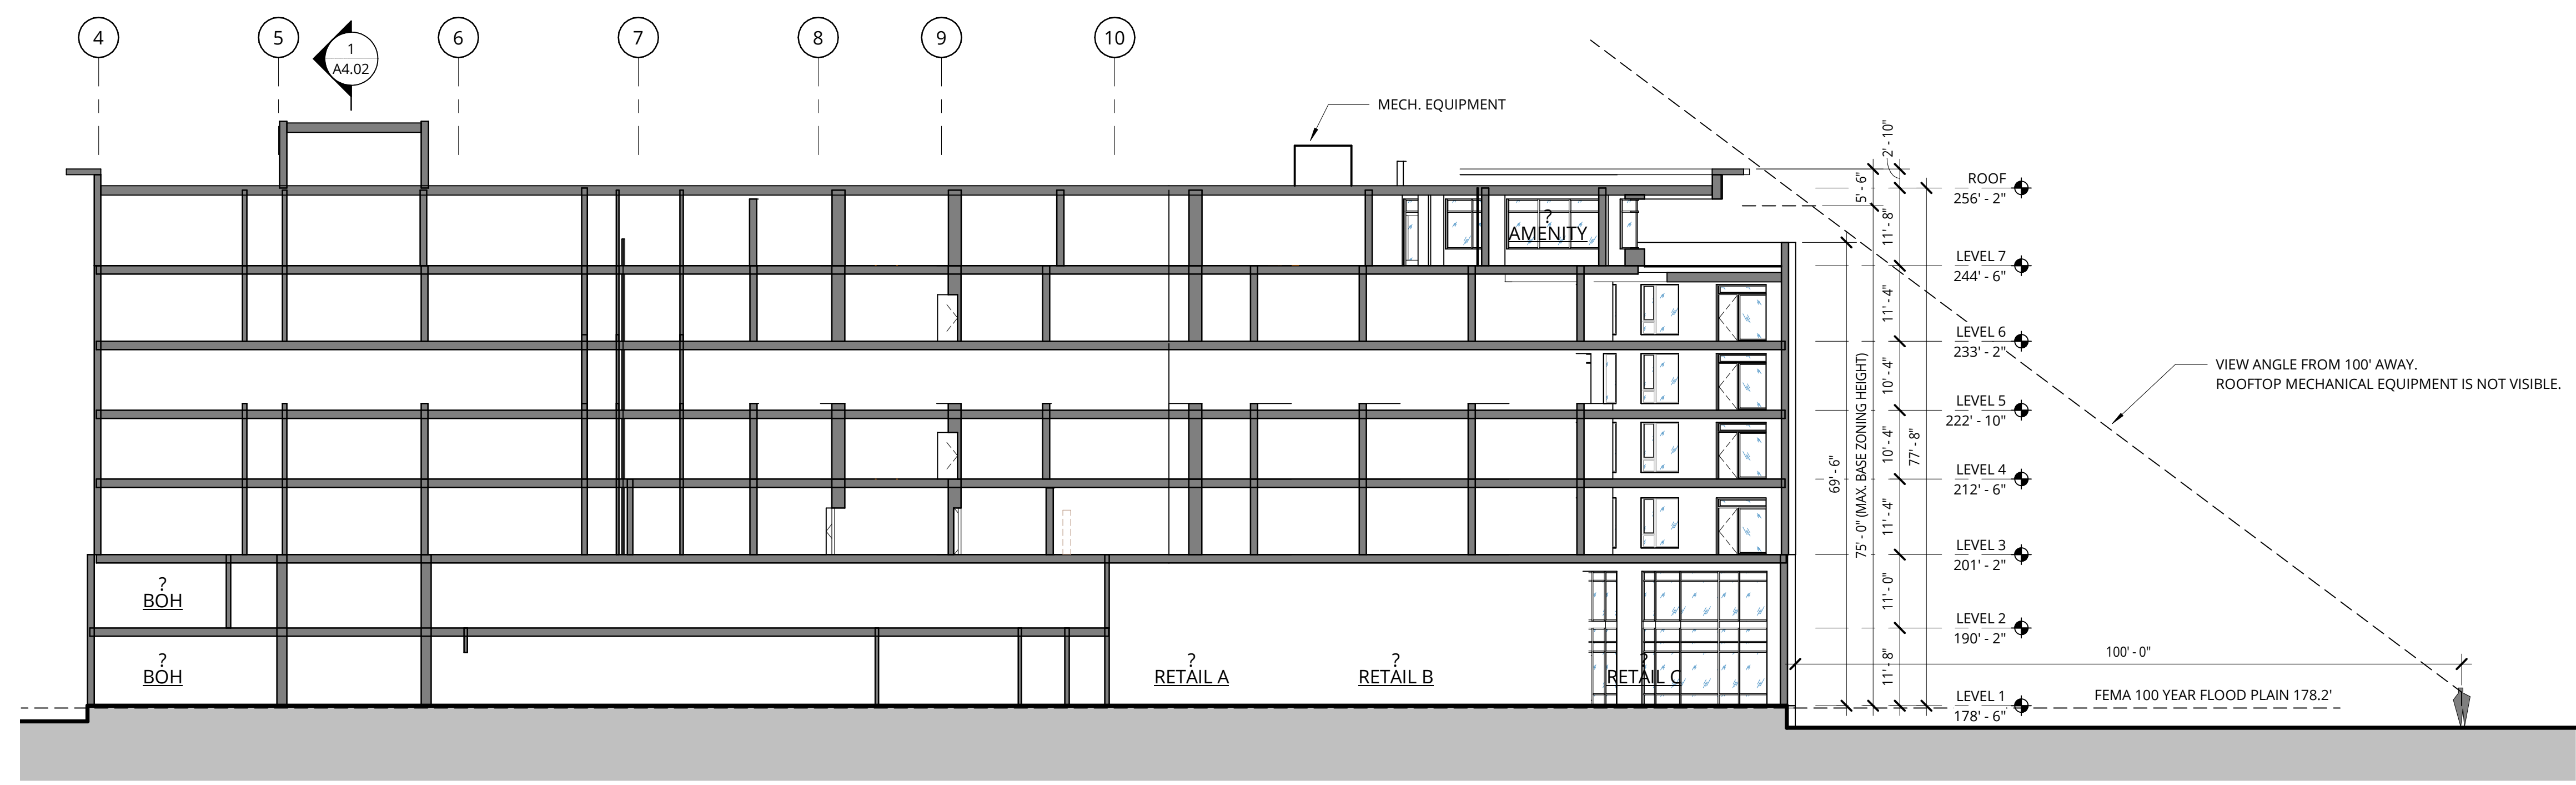 4
5
6
7
8
9
10
1
A4.02
MECH. EQUIPMENT
2' - 10"
5' - 6"
11' - 8"
ROOF
256' - 2"
?
AMENITY
LEVEL 7
244' - 6"
11' - 4"
LEVEL 6
233' - 2"
VIEW ANGLE FROM 100' AWAY.
ROOFTOP MECHANICAL EQUIPMENT IS NOT VISIBLE.
10' - 4"
LEVEL 5
222' - 10"
75' - 0" (MAX. BASE ZONING HEIGHT)
10' - 4"
77' - 8"
69' - 6"
LEVEL 4
212' - 6"
11' - 4"
LEVEL 3
201' - 2"
?
BOH
11' - 0"
LEVEL 2
190' - 2"
100' - 0"
?
BOH
?
RETAIL A
?
RETAIL B
?
RETAIL C
11' - 8"
LEVEL 1
178' - 6"
FEMA 100 YEAR FLOOD PLAIN 178.2'